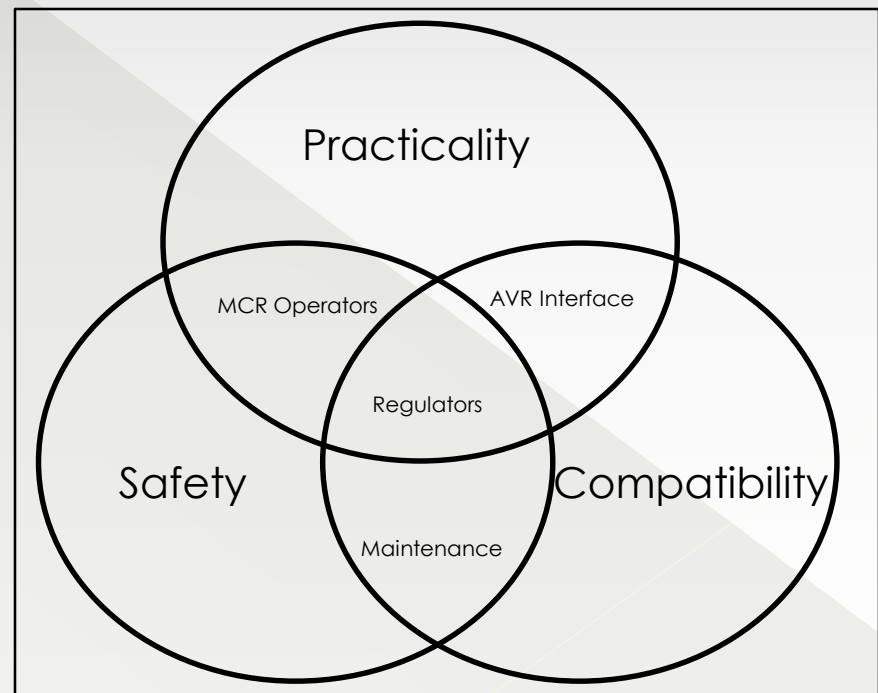 Practicality
MCR Operators
AVR Interface
Regulators
Safety
Compatibility
Maintenance